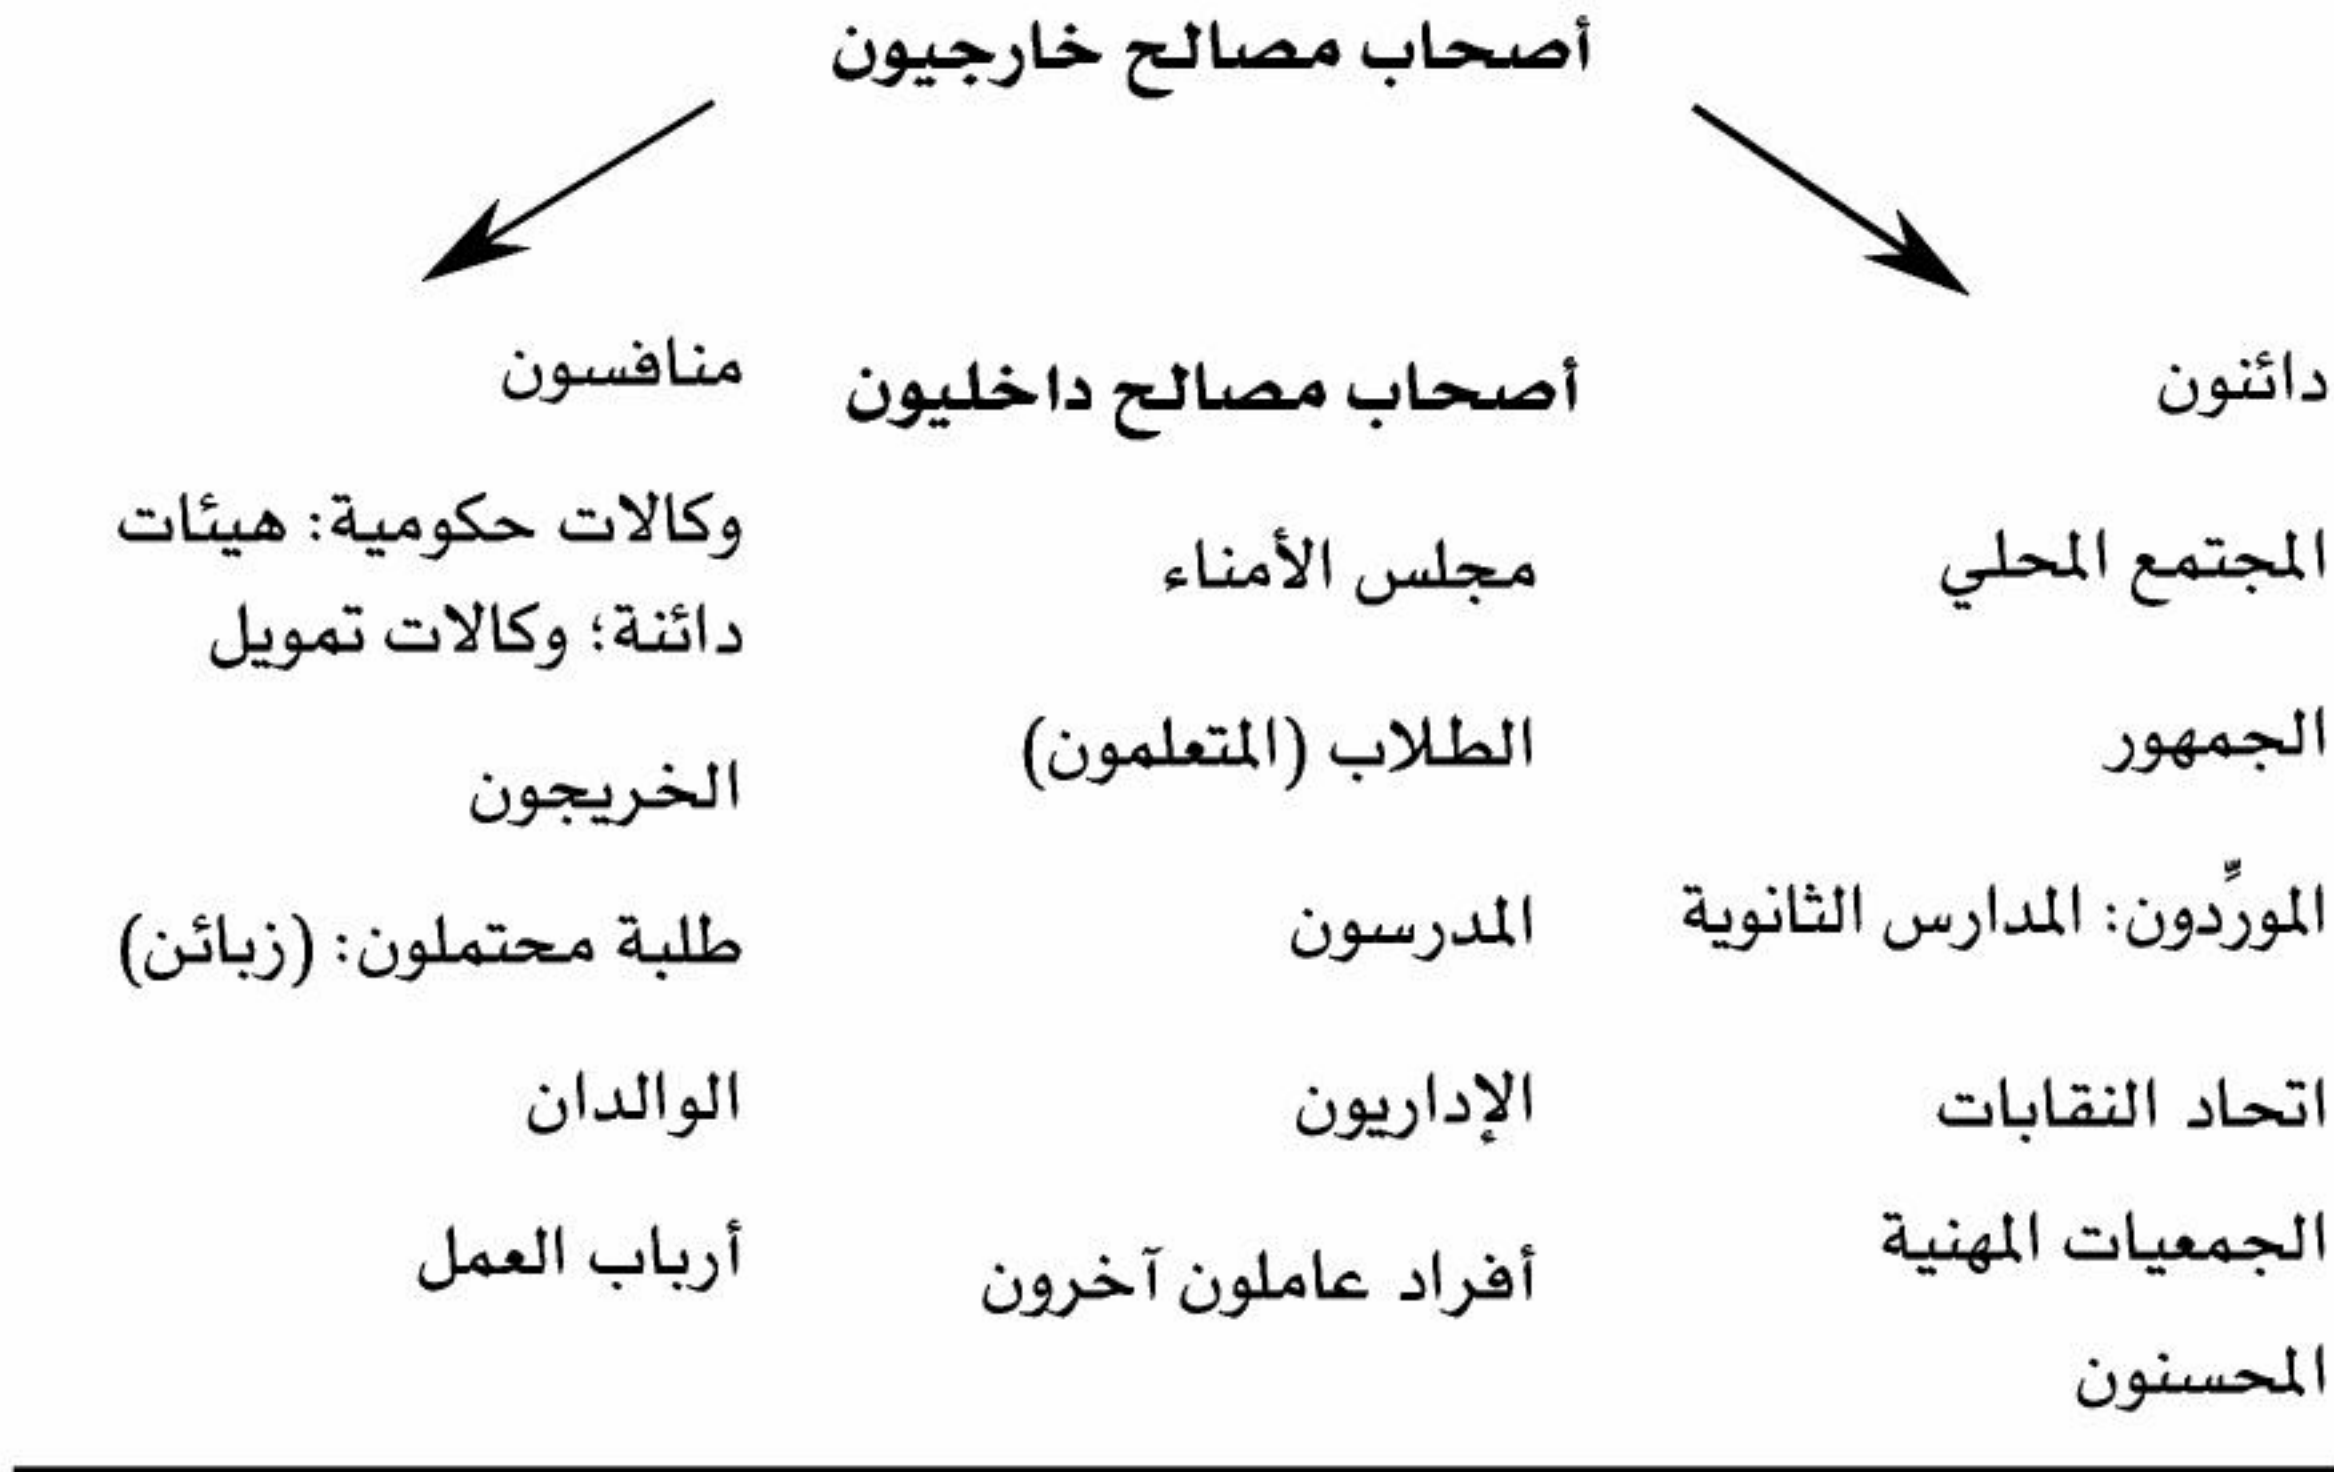 أصحاب مصالح خارجيون
دائنون
المجتمع المحلي
الجمهور
المورِّدون: المدارس الثانوية
اتحاد النقابات
الجمعيات المهنية
المحسنون
أصحاب مصالح داخليون
مجلس الأمناء
الطلاب (المتعلمون)
المدرسون
الإداريون
أفراد عاملون آخرون
منافسون
وكالات حكومية: هيئات
دائنة؛ وكالات تمويل
الخريجون
طلبة محتملون: (زبائن)
الوالدان
أرباب العمل